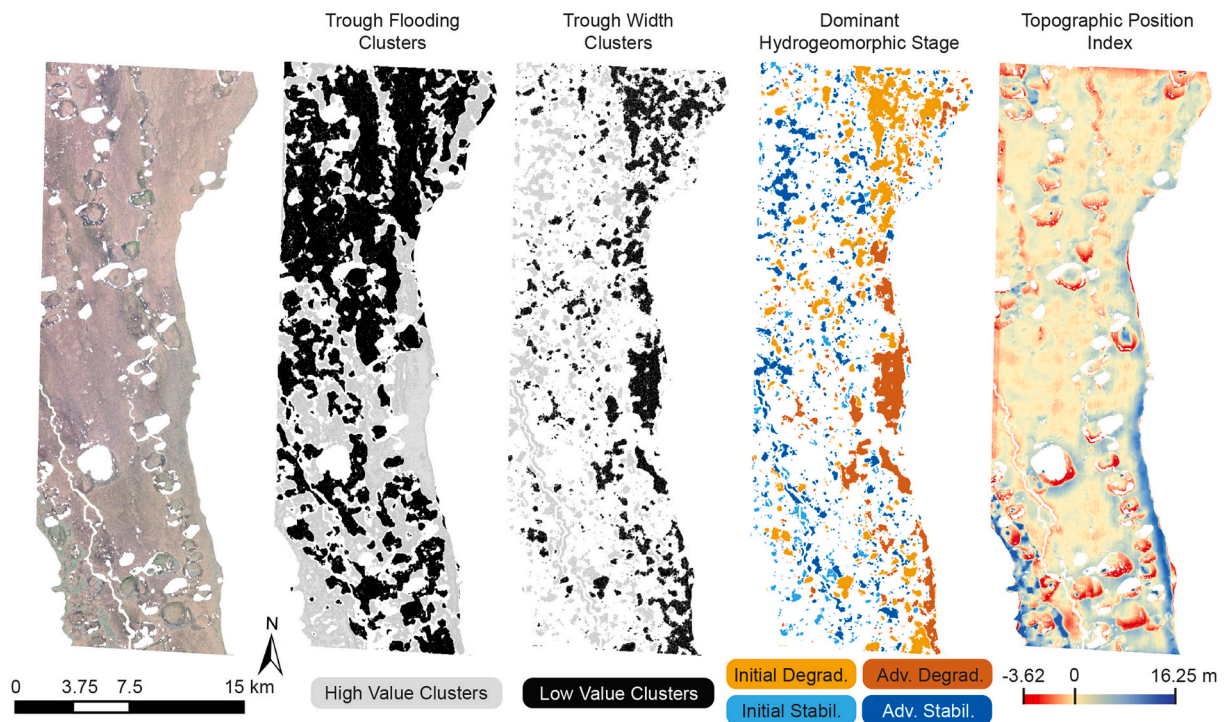 Trough Flooding
Clusters
Trough Width
Clusters
Dominant
Hydrogeomorphic Stage
Topographic Position
Index
N
0 3.75 7.5 15 km
High Value Clusters
Low Value Clusters
Initial Degrad.
Adv. Degrad.
Initial Stabil.
Adv. Stabil.
-3.62 0 16.25 m